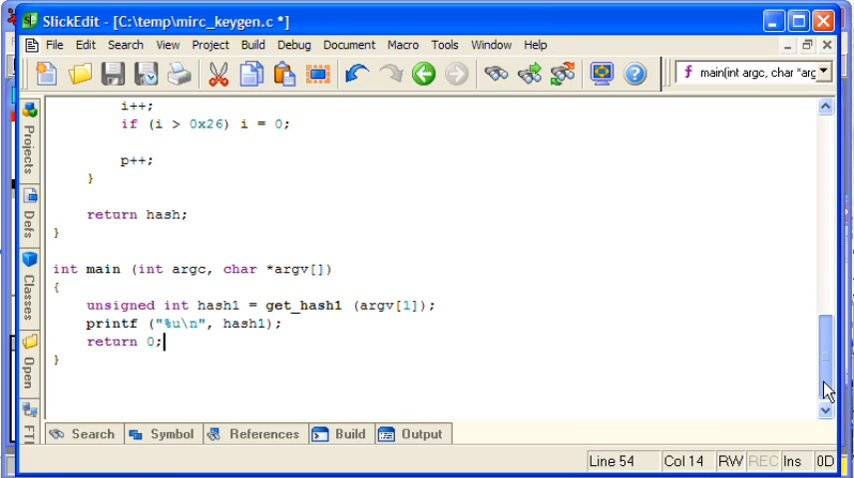 SlickEdit - [C:\temp\mirc_keygen.c *]
File Edit Search View Project Build Debug Document Macro Tools Window Help
main(int argc, char *arg
i++;
if (i > 0x26) i = 0;
p++;
}
return hash;
}
int main (int argc, char *argv[])
{
unsigned int hash1 = get_hash1 (argv[1]);
printf ("%u\n", hash1);
return 0;
}
Projects
Defs
Classes
Open
Search Symbol References Build Output
Line 54 Col 14 RW REC Ins 0D